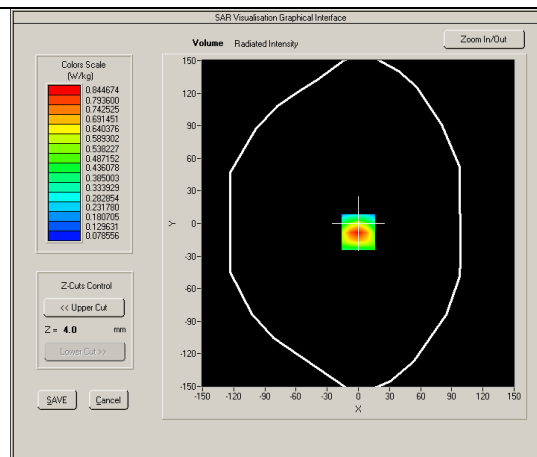 SAR Visualisation Graphical Interface
Volume Radiated Intensity
Zoom In/Out
Colors Scale
(W/kg)
0.844674
0.793600
0.742525
0.691451
0.640376
0.589302
0.538227
0.487152
0.436078
0.385003
0.333929
0.282854
0.231780
0.180705
0.129631
0.078556
Z-Cuts Control
<< Upper Cut
Z = 4.0 mm
Lower Cut >>
SAVE Cancel
150-
120-
90-
60-
30-
0-
-30-
-60-
-90-
-120-
-150-
Y
-150 -120 -90 -60 -30 0 30 60 90 120 150
X